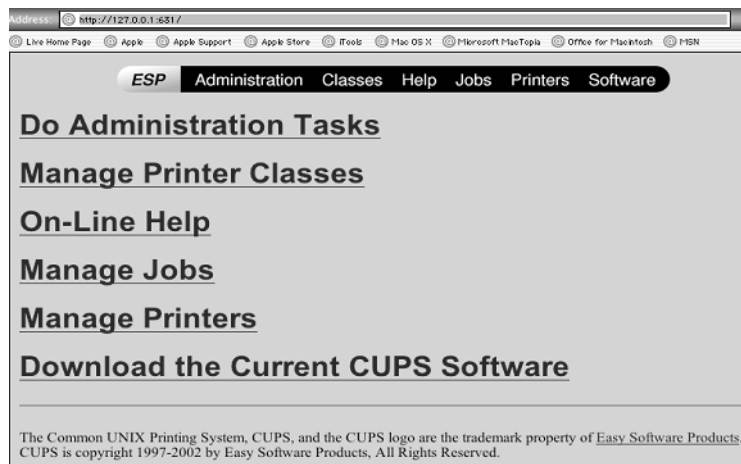 Address: http://127.0.0.1:631/
Live Home Page Apple Apple Support Apple Store iTools Mac OS X Microsoft MacTopia Office for Macintosh MSN
ESP Administration Classes Help Jobs Printers Software
Do Administration Tasks
Manage Printer Classes
On-Line Help
Manage Jobs
Manage Printers
Download the Current CUPS Software
The Common UNIX Printing System, CUPS, and the CUPS logo are the trademark property of Easy Software Products.
CUPS is copyright 1997-2002 by Easy Software Products, All Rights Reserved.